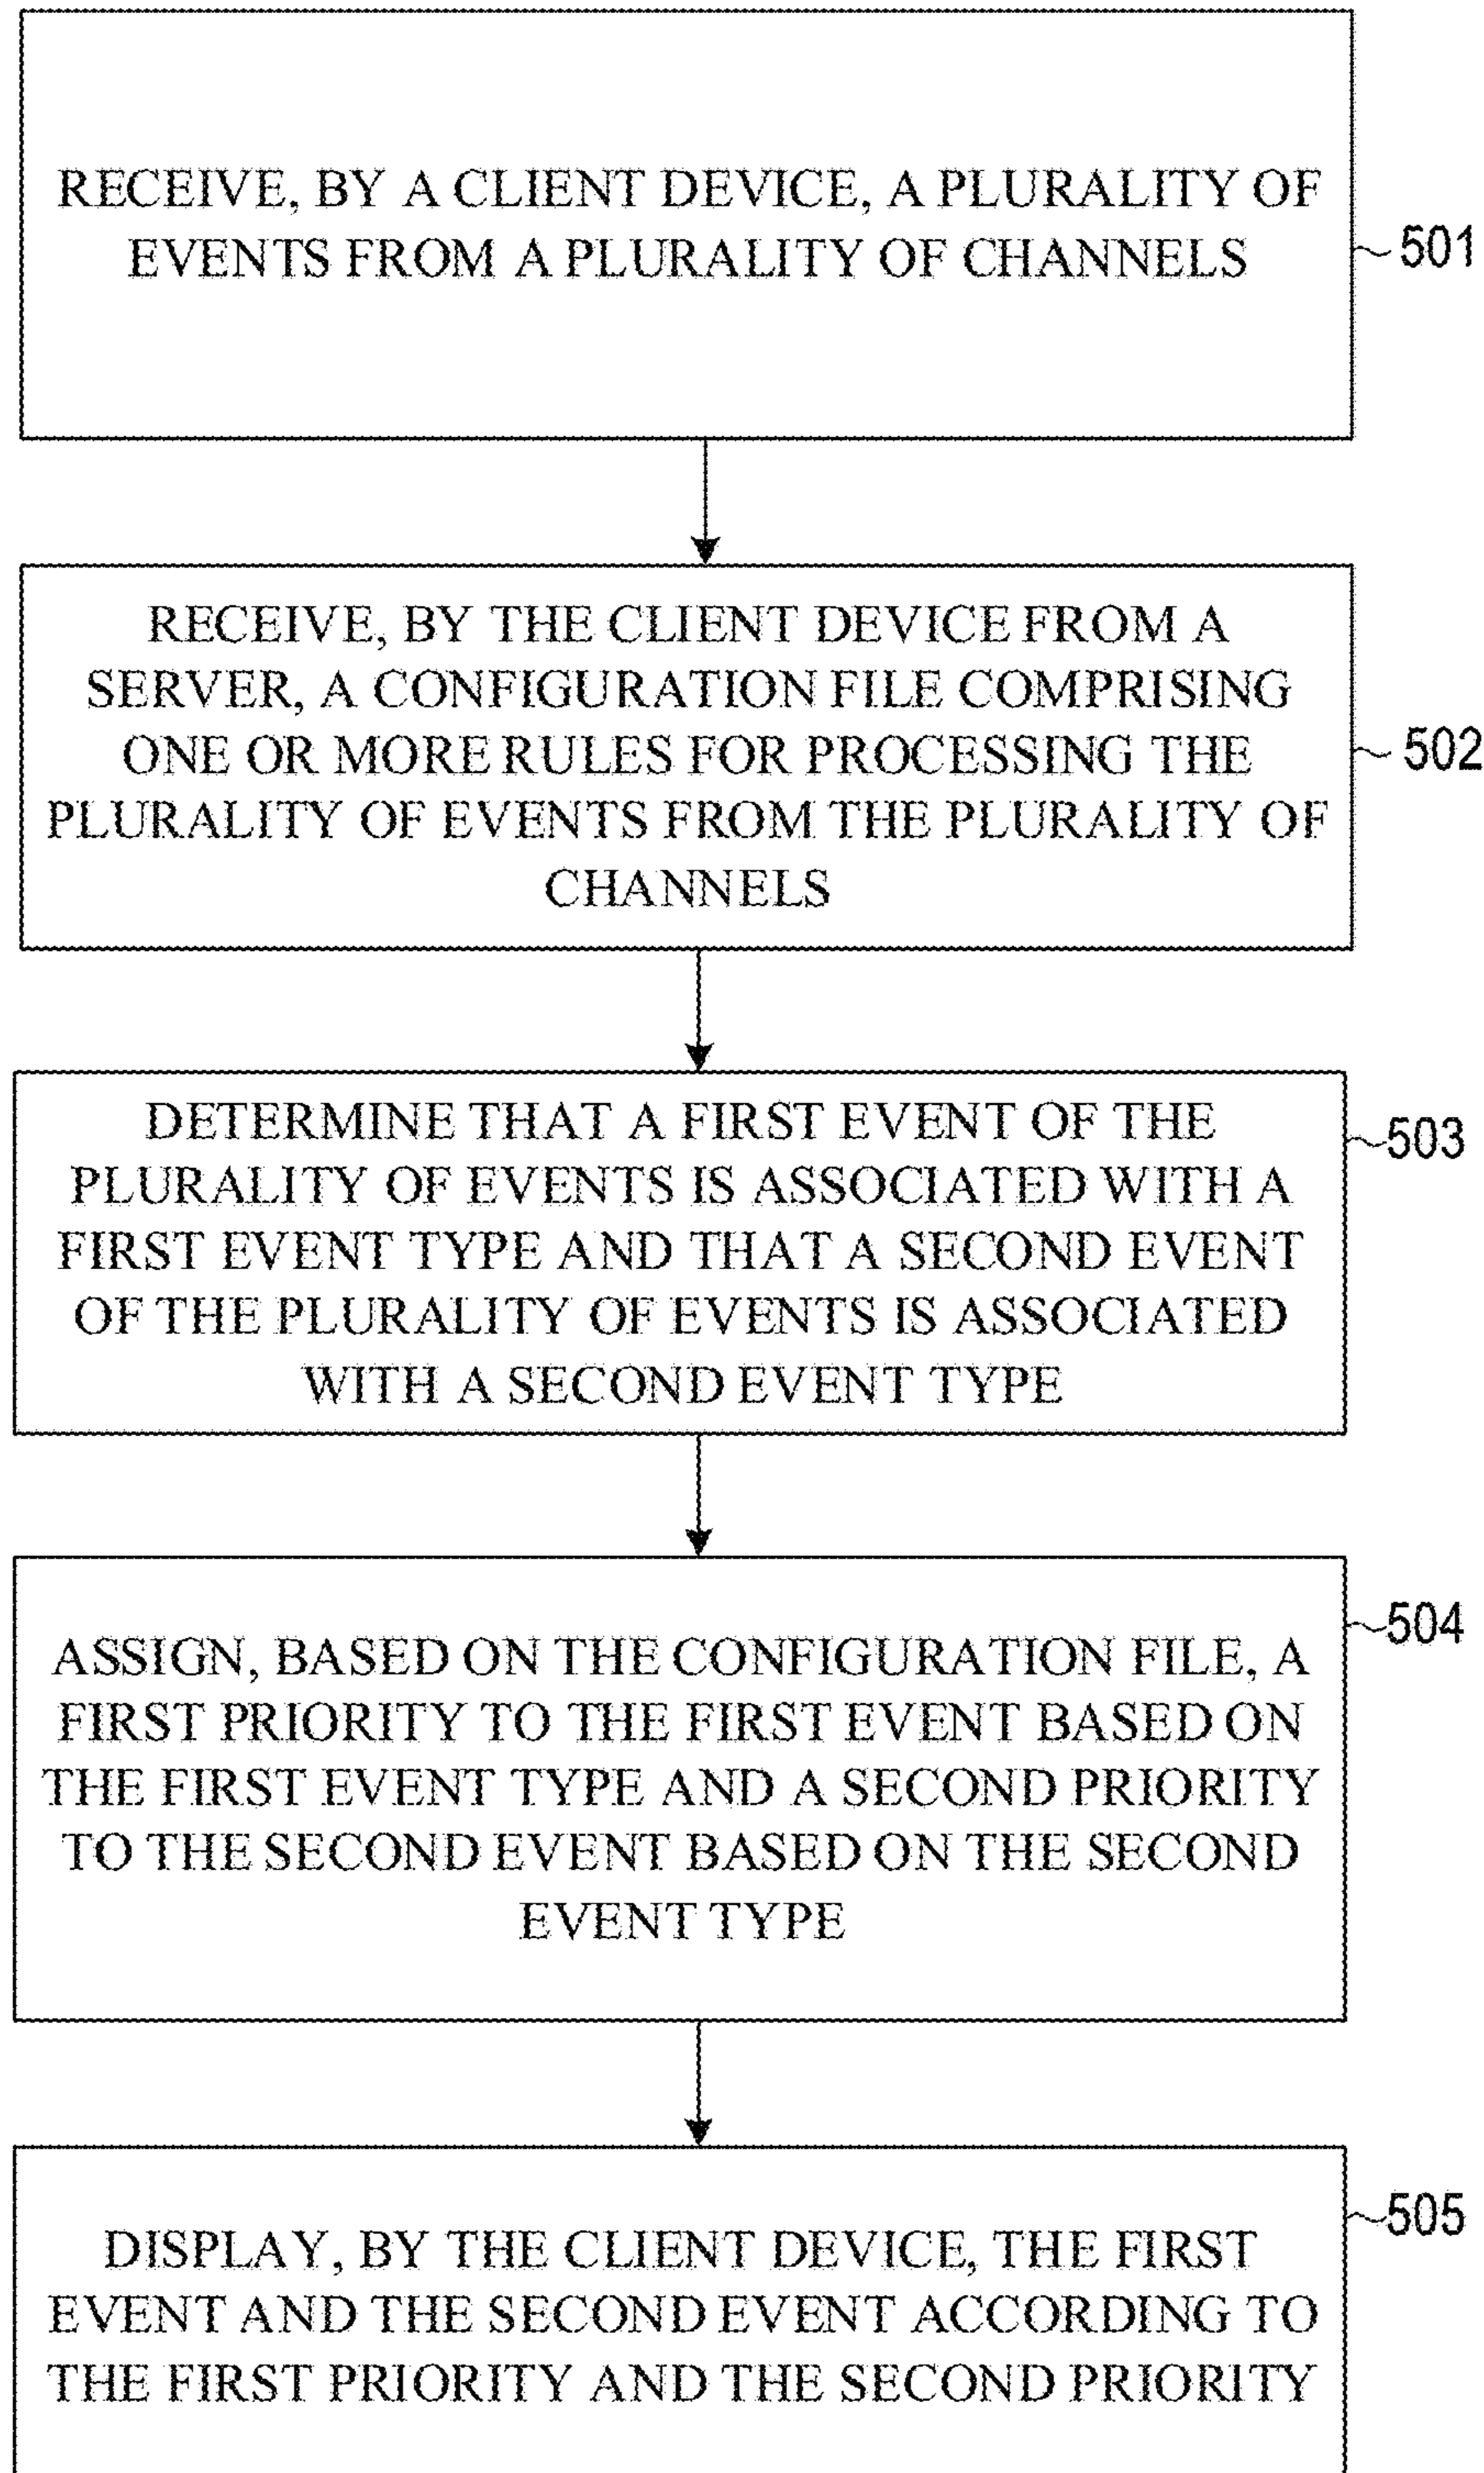 RECEIVE, BY A CLIENT DEVICE, A PLURALITY OF
EVENTS FROM A PLURALITY OF CHANNELS
501
RECEIVE, BY THE CLIENT DEVICE FROM A
SERVER, A CONFIGURATION FILE COMPRISING
ONE OR MORE RULES FOR PROCESSING THE
PLURALITY OF EVENTS FROM THE PLURALITY OF
CHANNELS
502
DETERMINE THAT A FIRST EVENT OF THE
PLURALITY OF EVENTS IS ASSOCIATED WITH A
FIRST EVENT TYPE AND THAT A SECOND EVENT
OF THE PLURALITY OF EVENTS IS ASSOCIATED
WITH A SECOND EVENT TYPE
503
ASSIGN, BASED ON THE CONFIGURATION FILE, A
FIRST PRIORITY TO THE FIRST EVENT BASED ON
THE FIRST EVENT TYPE AND A SECOND PRIORITY
TO THE SECOND EVENT BASED ON THE SECOND
EVENT TYPE
504
DISPLAY, BY THE CLIENT DEVICE, THE FIRST
EVENT AND THE SECOND EVENT ACCORDING TO
THE FIRST PRIORITY AND THE SECOND PRIORITY
505